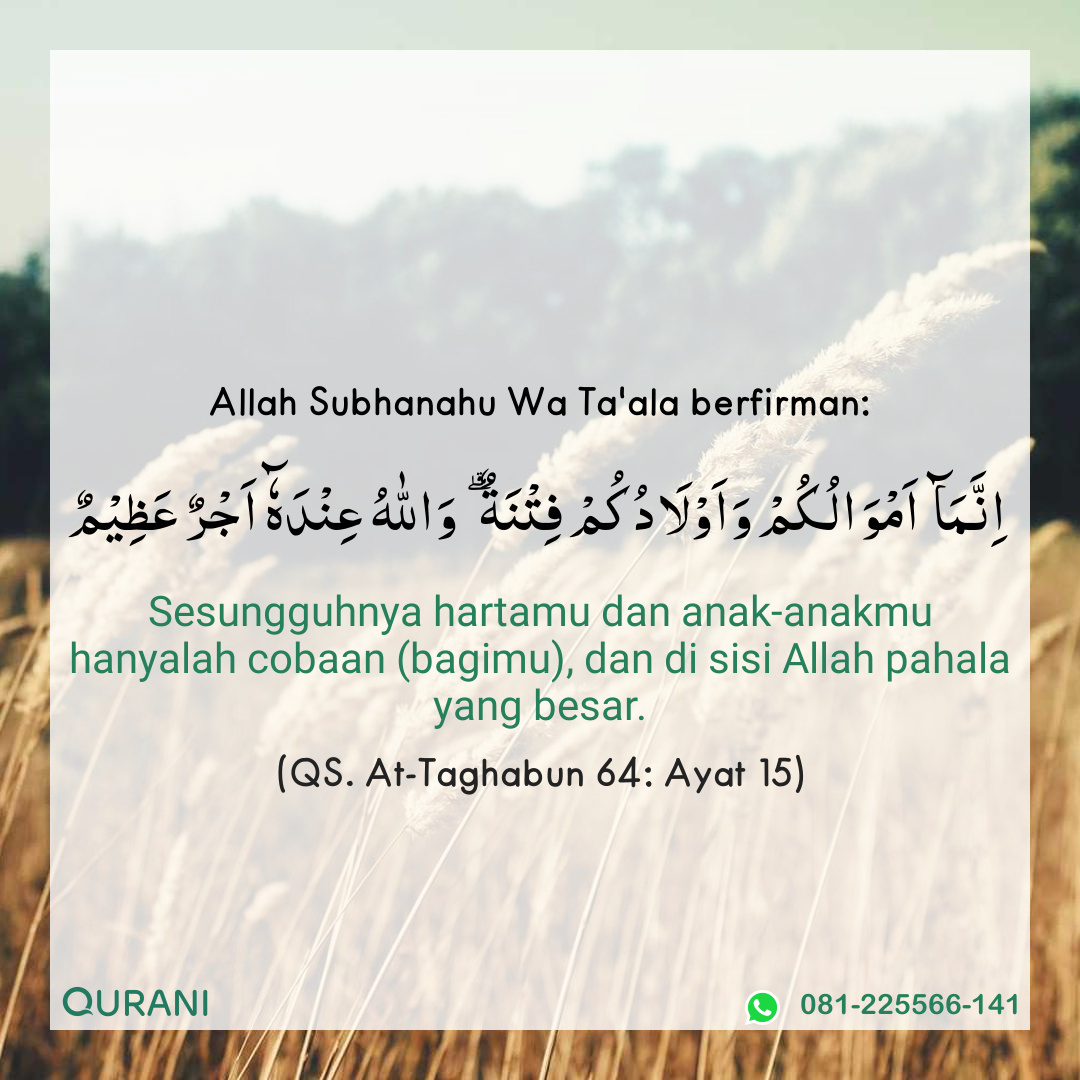 Allah Subhanahu Wa Ta'ala berfirman:
اِنَّمَآ اَمْوَالُكُمْ وَاَوْلَادُكُمْ فِتْنَةٌ ۗ وَاللّٰهُ عِنْدَهٗٓ اَجْرٌ عَظِيْمٌ
Sesungguhnya hartamu dan anak-anakmu
hanyalah cobaan (bagimu), dan di sisi Allah pahala
yang besar.
(QS. At-Taghabun 64: Ayat 15)
QURANI
081-225566-141